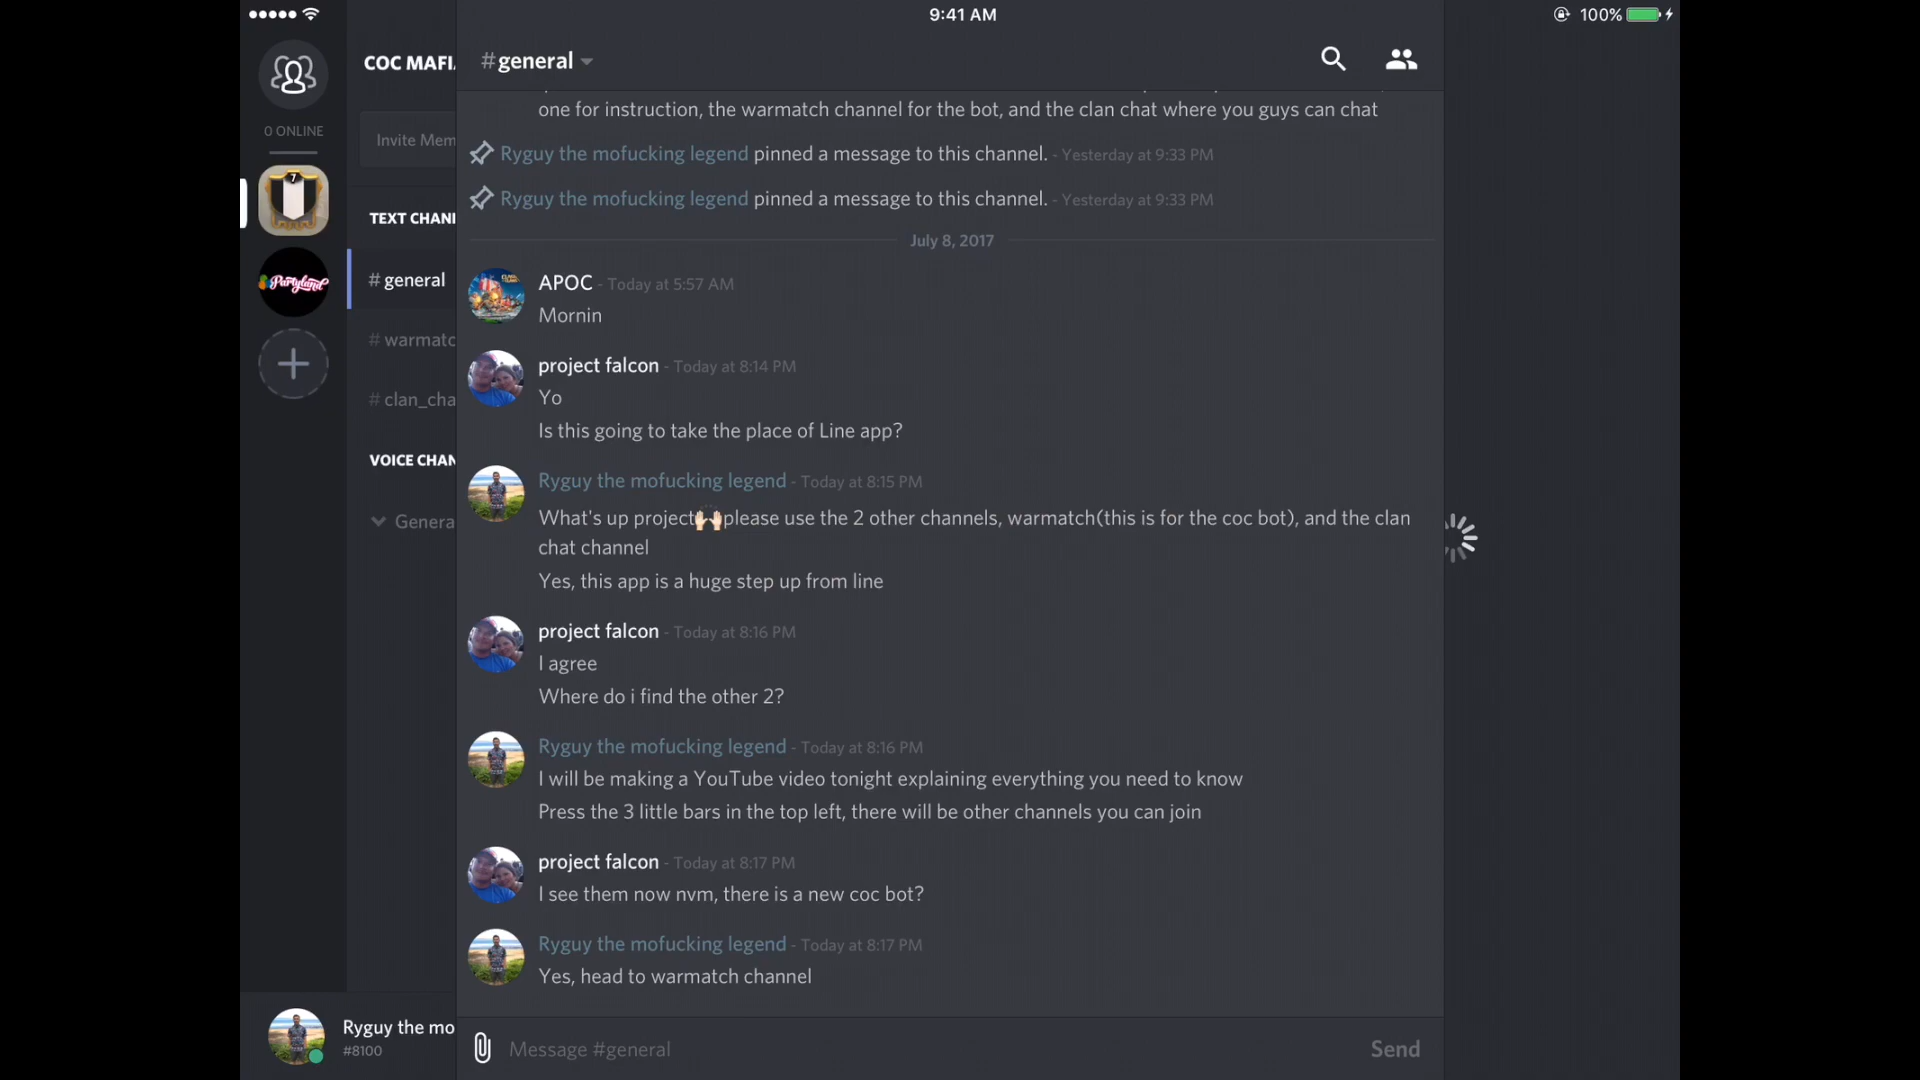 9:41 AM
100%
COC MAFI
#general
0 ONLINE
Invite Mem
one for instruction, the warmatch channel for the bot, and the clan chat where you guys can chat
Ryguy the mofucking legend pinned a message to this channel. - Yesterday at 9:33 PM
7
Ryguy the mofucking legend pinned a message to this channel. - Yesterday at 9:33 PM
TEXT CHAN
July 8, 2017
Partyland
# general
APOC - Today at 5:57 AM
Mornin
# warmatc
project falcon - Today at 8:14 PM
# clan_cha
Yo
Is this going to take the place of Line app?
VOICE CHAN
Ryguy the mofucking legend - Today at 8:15 PM
Genera
What's up project🙌🏻please use the 2 other channels, warmatch(this is for the coc bot), and the clan
chat channel
Yes, this app is a huge step up from line
project falcon - Today at 8:16 PM
I agree
Where do i find the other 2?
Ryguy the mofucking legend - Today at 8:16 PM
I will be making a YouTube video tonight explaining everything you need to know
Press the 3 little bars in the top left, there will be other channels you can join
project falcon - Today at 8:17 PM
I see them now nvm, there is a new coc bot?
Ryguy the mofucking legend - Today at 8:17 PM
Yes, head to warmatch channel
Ryguy the mo
#8100
Message #general
Send